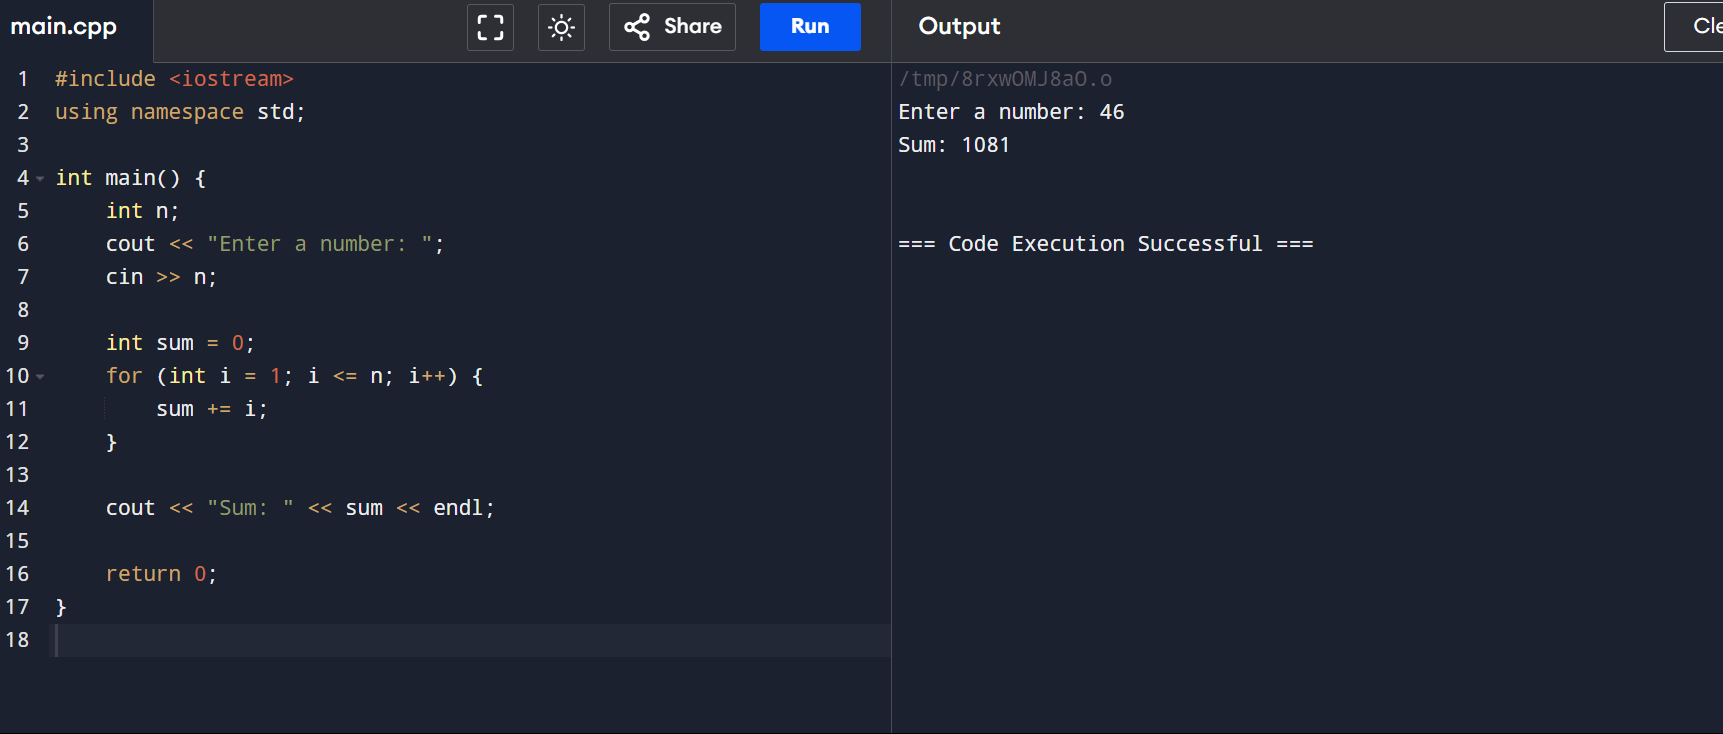 main.cpp
Share
Run
Output
Cle
1 #include <iostream>
2 using namespace std;
3
4 int main() {
5     int n;
6     cout << "Enter a number: ";
7     cin >> n;
8
9     int sum = 0;
10     for (int i = 1; i <= n; i++) {
11         sum += i;
12     }
13
14     cout << "Sum: " << sum << endl;
15
16     return 0;
17 }
18
/tmp/8rxwOMJ8aO.o
Enter a number: 46
Sum: 1081
=== Code Execution Successful ===